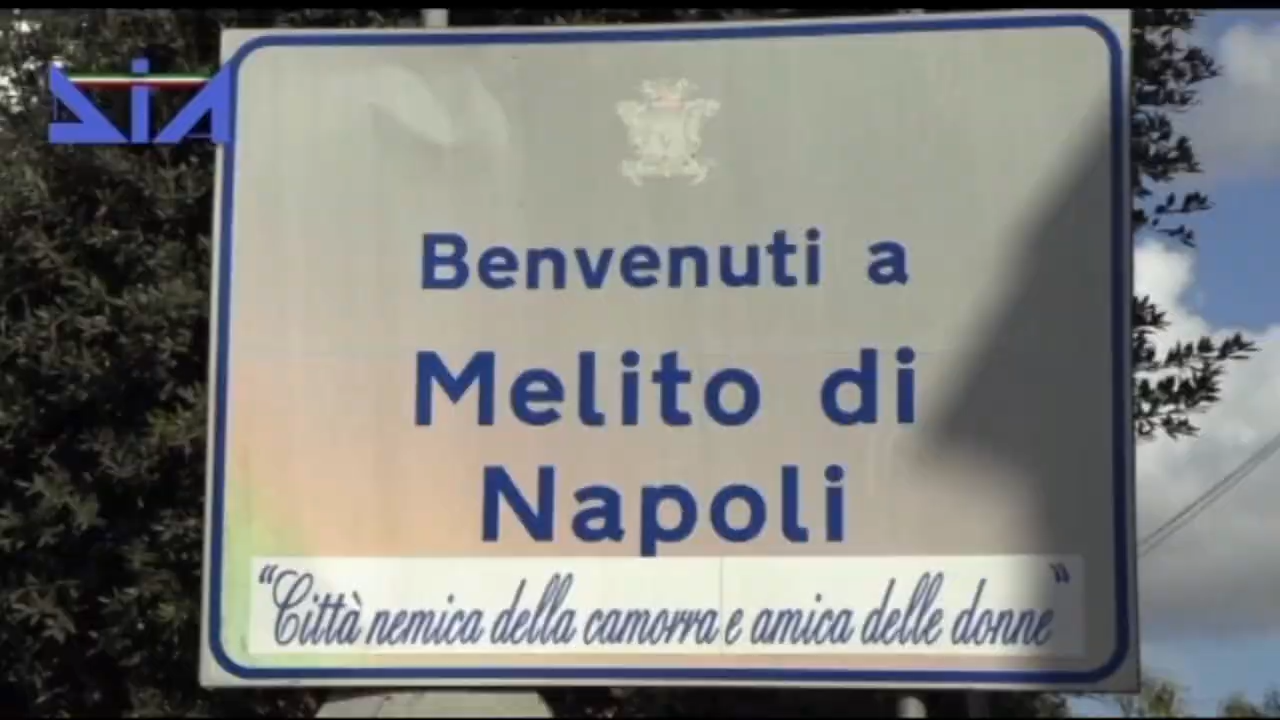 DIA
Benvenuti a
Melito di
Napoli
"Città nemica della camorra e amica delle donne"